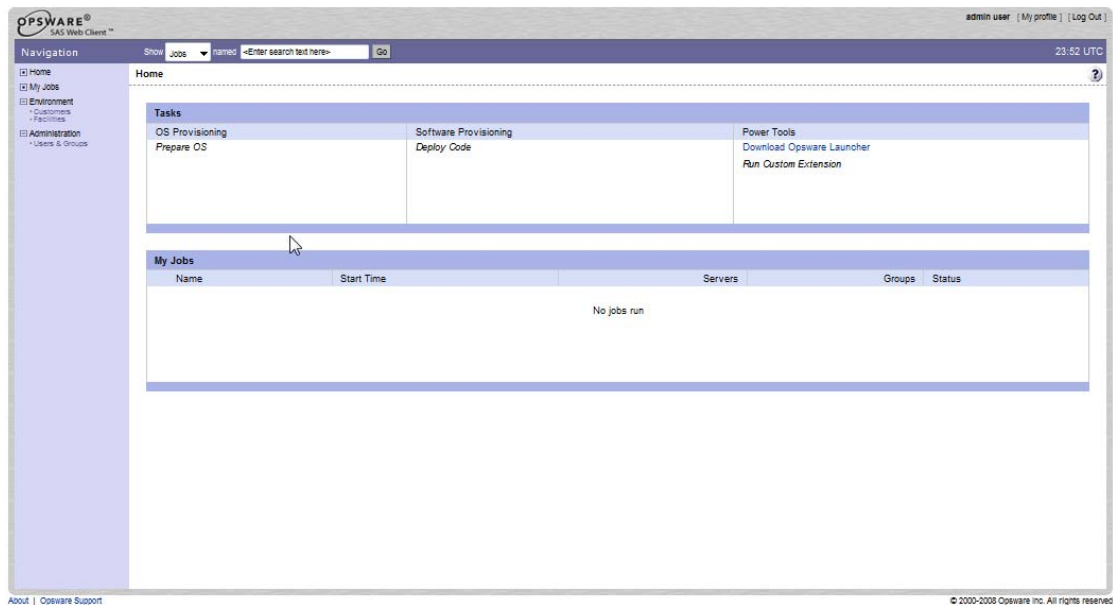 OPSWARE®
SAS Web Client™
admin user [ My profile ] [ Log Out ]
Navigation
Show Jobs named <Enter search text here> Go 23:52 UTC
Home
My Jobs
Environment
Customers
Facilities
Administration
Users & Groups
Home ?
Tasks
OS Provisioning Software Provisioning Power Tools
Prepare OS Deploy Code Download Opsware Launcher
Run Custom Extension
My Jobs
Name Start Time Servers Groups Status
No jobs run
About | Opsware Support © 2000-2008 Opsware Inc. All rights reserved